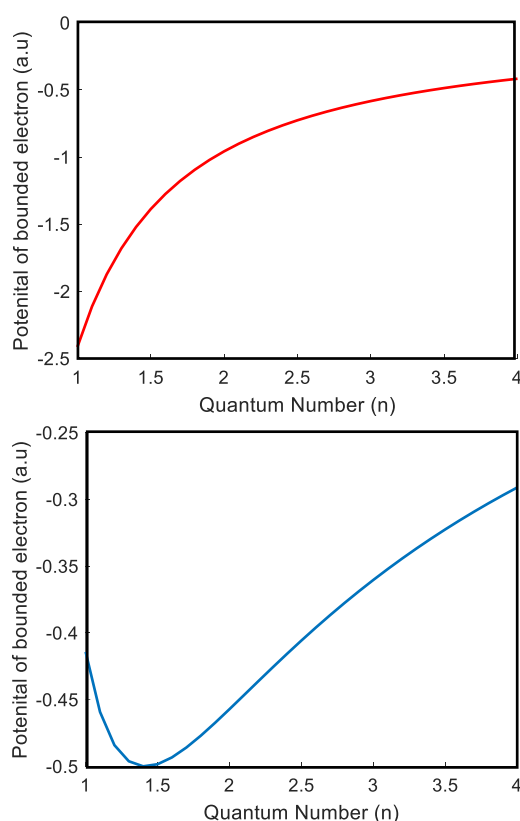 Potenital of bounded electron (a.u)
0
-0.5
-1
-1.5
-2
-2.5
1 1.5 2 2.5 3 3.5 4
Quantum Number (n)
Potenital of bounded electron (a.u)
-0.25
-0.3
-0.35
-0.4
-0.45
-0.5
1 1.5 2 2.5 3 3.5 4
Quantum Number (n)